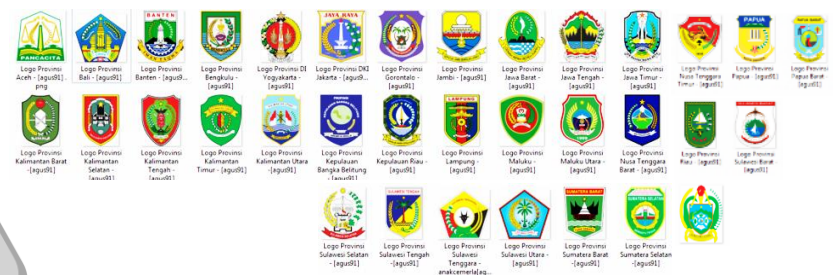 BANTEN
JAYA RAYA
PAPUA
PANCACITA
Logo Provinsi Aceh - [agus91].
png
Logo Provinsi Bali - [agus91]
Logo Provinsi Banten - [agus9...
Logo Provinsi Bengkulu - [agus91]
Logo Provinsi DI Yogyakarta - [agus91]
Logo Provinsi DKI Jakarta - [agus9...
Logo Provinsi Gorontalo - [agus91]
Logo Provinsi Jambi - [agus91]
Logo Provinsi Jawa Barat - [agus91]
Logo Provinsi Jawa Tengah - [agus91]
Logo Provinsi Jawa Timur - [agus91]
Logo Provinsi Nusa Tenggara Timur - [agus91]
Logo Provinsi Papua - [agus91]
Logo Provinsi Papua Barat - [agus91]
LAMPUNG
Logo Provinsi Kalimantan Barat -[agus91]
Logo Provinsi Kalimantan Selatan - [agus91]
Logo Provinsi Kalimantan Tengah - [agus91]
Logo Provinsi Kalimantan Timur - [agus91]
Logo Provinsi Kalimantan Utara -[agus91]
Logo Provinsi Kepulauan Bangka Belitung - [agus91]
Logo Provinsi Kepulauan Riau - [agus91]
Logo Provinsi Lampung - [agus91]
Logo Provinsi Maluku - [agus91]
Logo Provinsi Maluku Utara - [agus91]
Logo Provinsi Nusa Tenggara Barat - [agus91]
Logo Provinsi Riau - [agus91]
Logo Provinsi Sulawesi Barat - [agus91]
SULAWESI TENGAH
SUMATERA BARAT
SUMATERA SELATAN
Logo Provinsi Sulawesi Selatan - [agus91]
Logo Provinsi Sulawesi Tengah -[agus91]
Logo Provinsi Sulawesi Tenggara - anakcemerla[ag...
Logo Provinsi Sulawesi Utara - [agus91]
Logo Provinsi Sumatera Barat -[agus91]
Logo Provinsi Sumatera Selatan -[agus91]